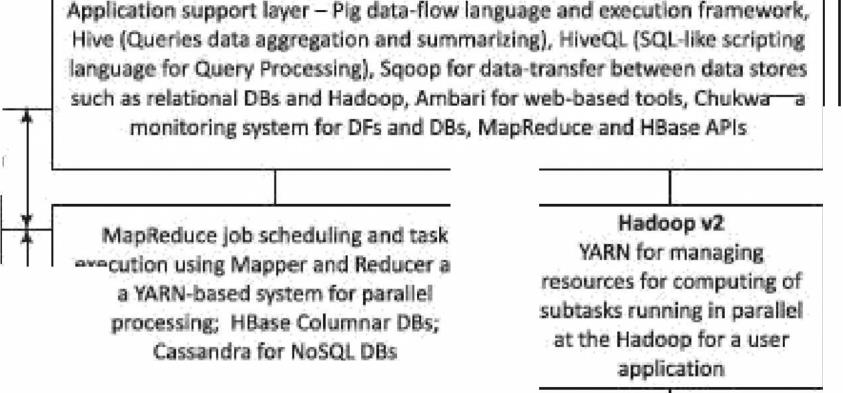 Application support layer – Pig data-flow language and execution framework,
Hive (Queries data aggregation and summarizing), HiveQL (SQL-like scripting
language for Query Processing), Sqoop for data-transfer between data stores
such as relational DBs and Hadoop, Ambari for web-based tools, Chukwa—a
monitoring system for DFs and DBs, MapReduce and HBase APIs
MapReduce job scheduling and task
execution using Mapper and Reducer a
a YARN-based system for parallel
processing; HBase Columnar DBs;
Cassandra for NoSQL DBs
Hadoop v2
YARN for managing
resources for computing of
subtasks running in parallel
at the Hadoop for a user
application